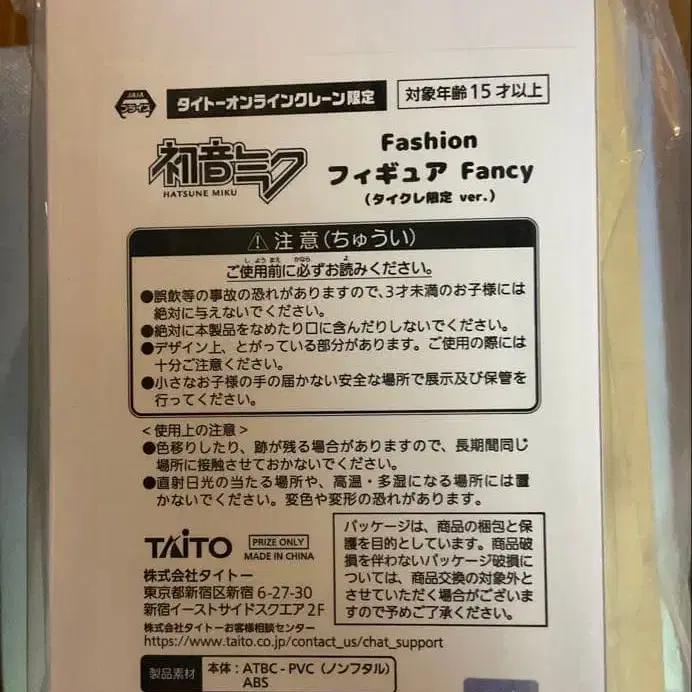 JAIA
プライズ
タイトーオンラインクレーン限定
対象年齢15才以上
初音ミク
HATSUNE MIKU
Fashion
フィギュア Fancy
(タイクレ限定 ver.)
⚠注意(ちゅうい)
ご使用前に必ずお読みください。
●誤飲等の事故の恐れがありますので、3才未満のお子様には
絶対に与えないでください。
●絶対に本製品をなめたり口に含んだりしないでください。
●デザイン上、とがっている部分があります。ご使用の際には
十分ご注意ください。
●小さなお子様の手の届かない安全な場所で展示及び保管を
行ってください。
<使用上の注意>
●色移りしたり、跡が残る場合がありますので、長期間同じ
場所に接触させておかないでください。
●直射日光の当たる場所や、高温・多湿になる場所には置
かないでください。変色や変形の恐れがあります。
TAITO
PRIZE ONLY
MADE IN CHINA
株式会社タイトー
東京都新宿区新宿 6-27-30
新宿イーストサイドスクエア 2F
株式会社タイトーお客様相談センター
https://www.taito.co.jp/contact_us/chat_support
パッケージは、商品の梱包と保
護を目的としています。商品破
損を伴わないパッケージ破損に
ついては、商品交換の対象外と
させていただく場合がございま
すので予めご了承ください。
製品素材
本体:ATBC-PVC(ノンフタル)
ABS